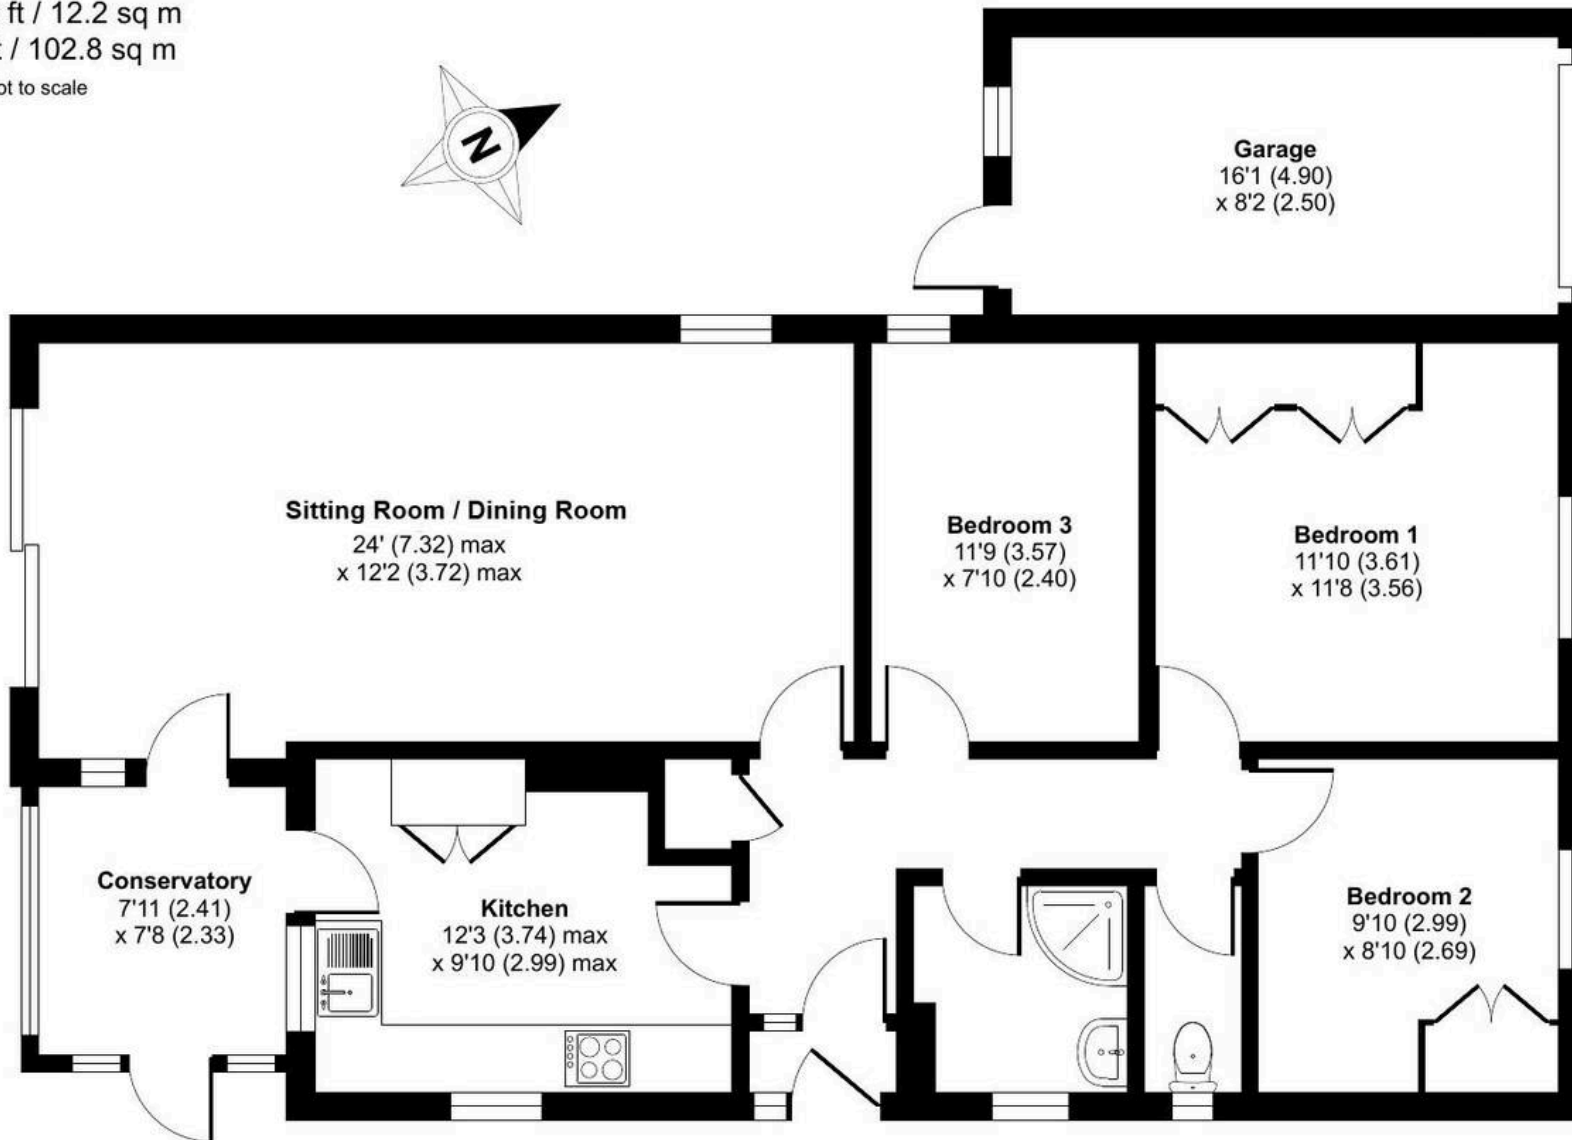 ft / 12.2 sq m
/ 102.8 sq m
ot to scale
N
Garage
16'1 (4.90)
x 8'2 (2.50)
Sitting Room / Dining Room
24' (7.32) max
x 12'2 (3.72) max
Bedroom 3
11'9 (3.57)
x 7'10 (2.40)
Bedroom 1
11'10 (3.61)
x 11'8 (3.56)
Conservatory
7'11 (2.41)
x 7'8 (2.33)
Kitchen
12'3 (3.74) max
x 9'10 (2.99) max
Bedroom 2
9'10 (2.99)
x 8'10 (2.69)